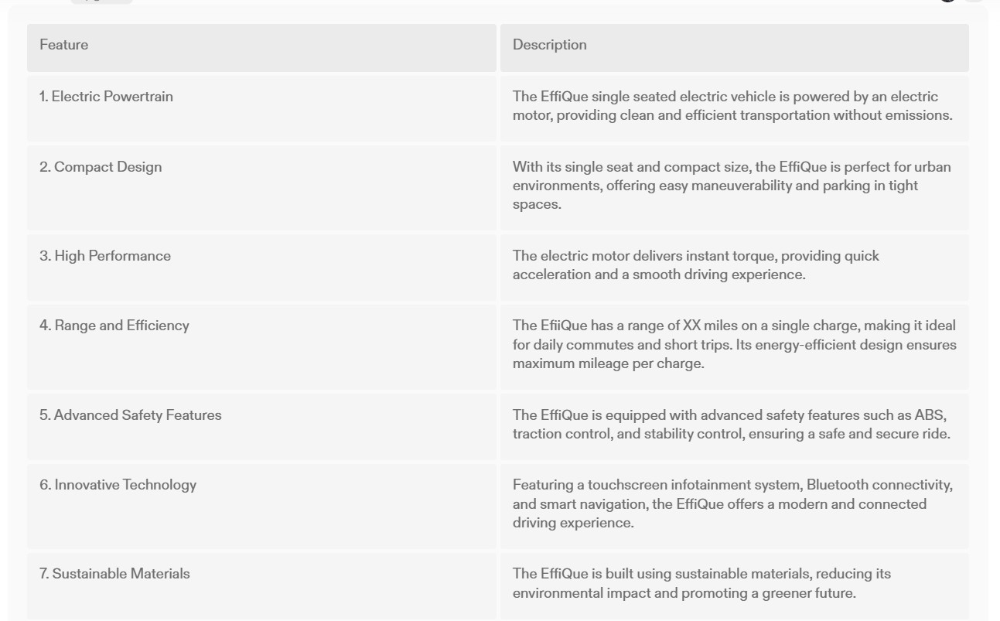 Feature
Description
1. Electric Powertrain
The EffiQue single seated electric vehicle is powered by an electric
motor, providing clean and efficient transportation without emissions.
2. Compact Design
With its single seat and compact size, the EffiQue is perfect for urban
environments, offering easy maneuverability and parking in tight
spaces.
3. High Performance
The electric motor delivers instant torque, providing quick
acceleration and a smooth driving experience.
4. Range and Efficiency
The EffiQue has a range of XX miles on a single charge, making it ideal
for daily commutes and short trips. Its energy-efficient design ensures
maximum mileage per charge.
5. Advanced Safety Features
The EffiQue is equipped with advanced safety features such as ABS,
traction control, and stability control, ensuring a safe and secure ride.
6. Innovative Technology
Featuring a touchscreen infotainment system, Bluetooth connectivity,
and smart navigation, the EffiQue offers a modern and connected
driving experience.
7. Sustainable Materials
The EffiQue is built using sustainable materials, reducing its
environmental impact and promoting a greener future.